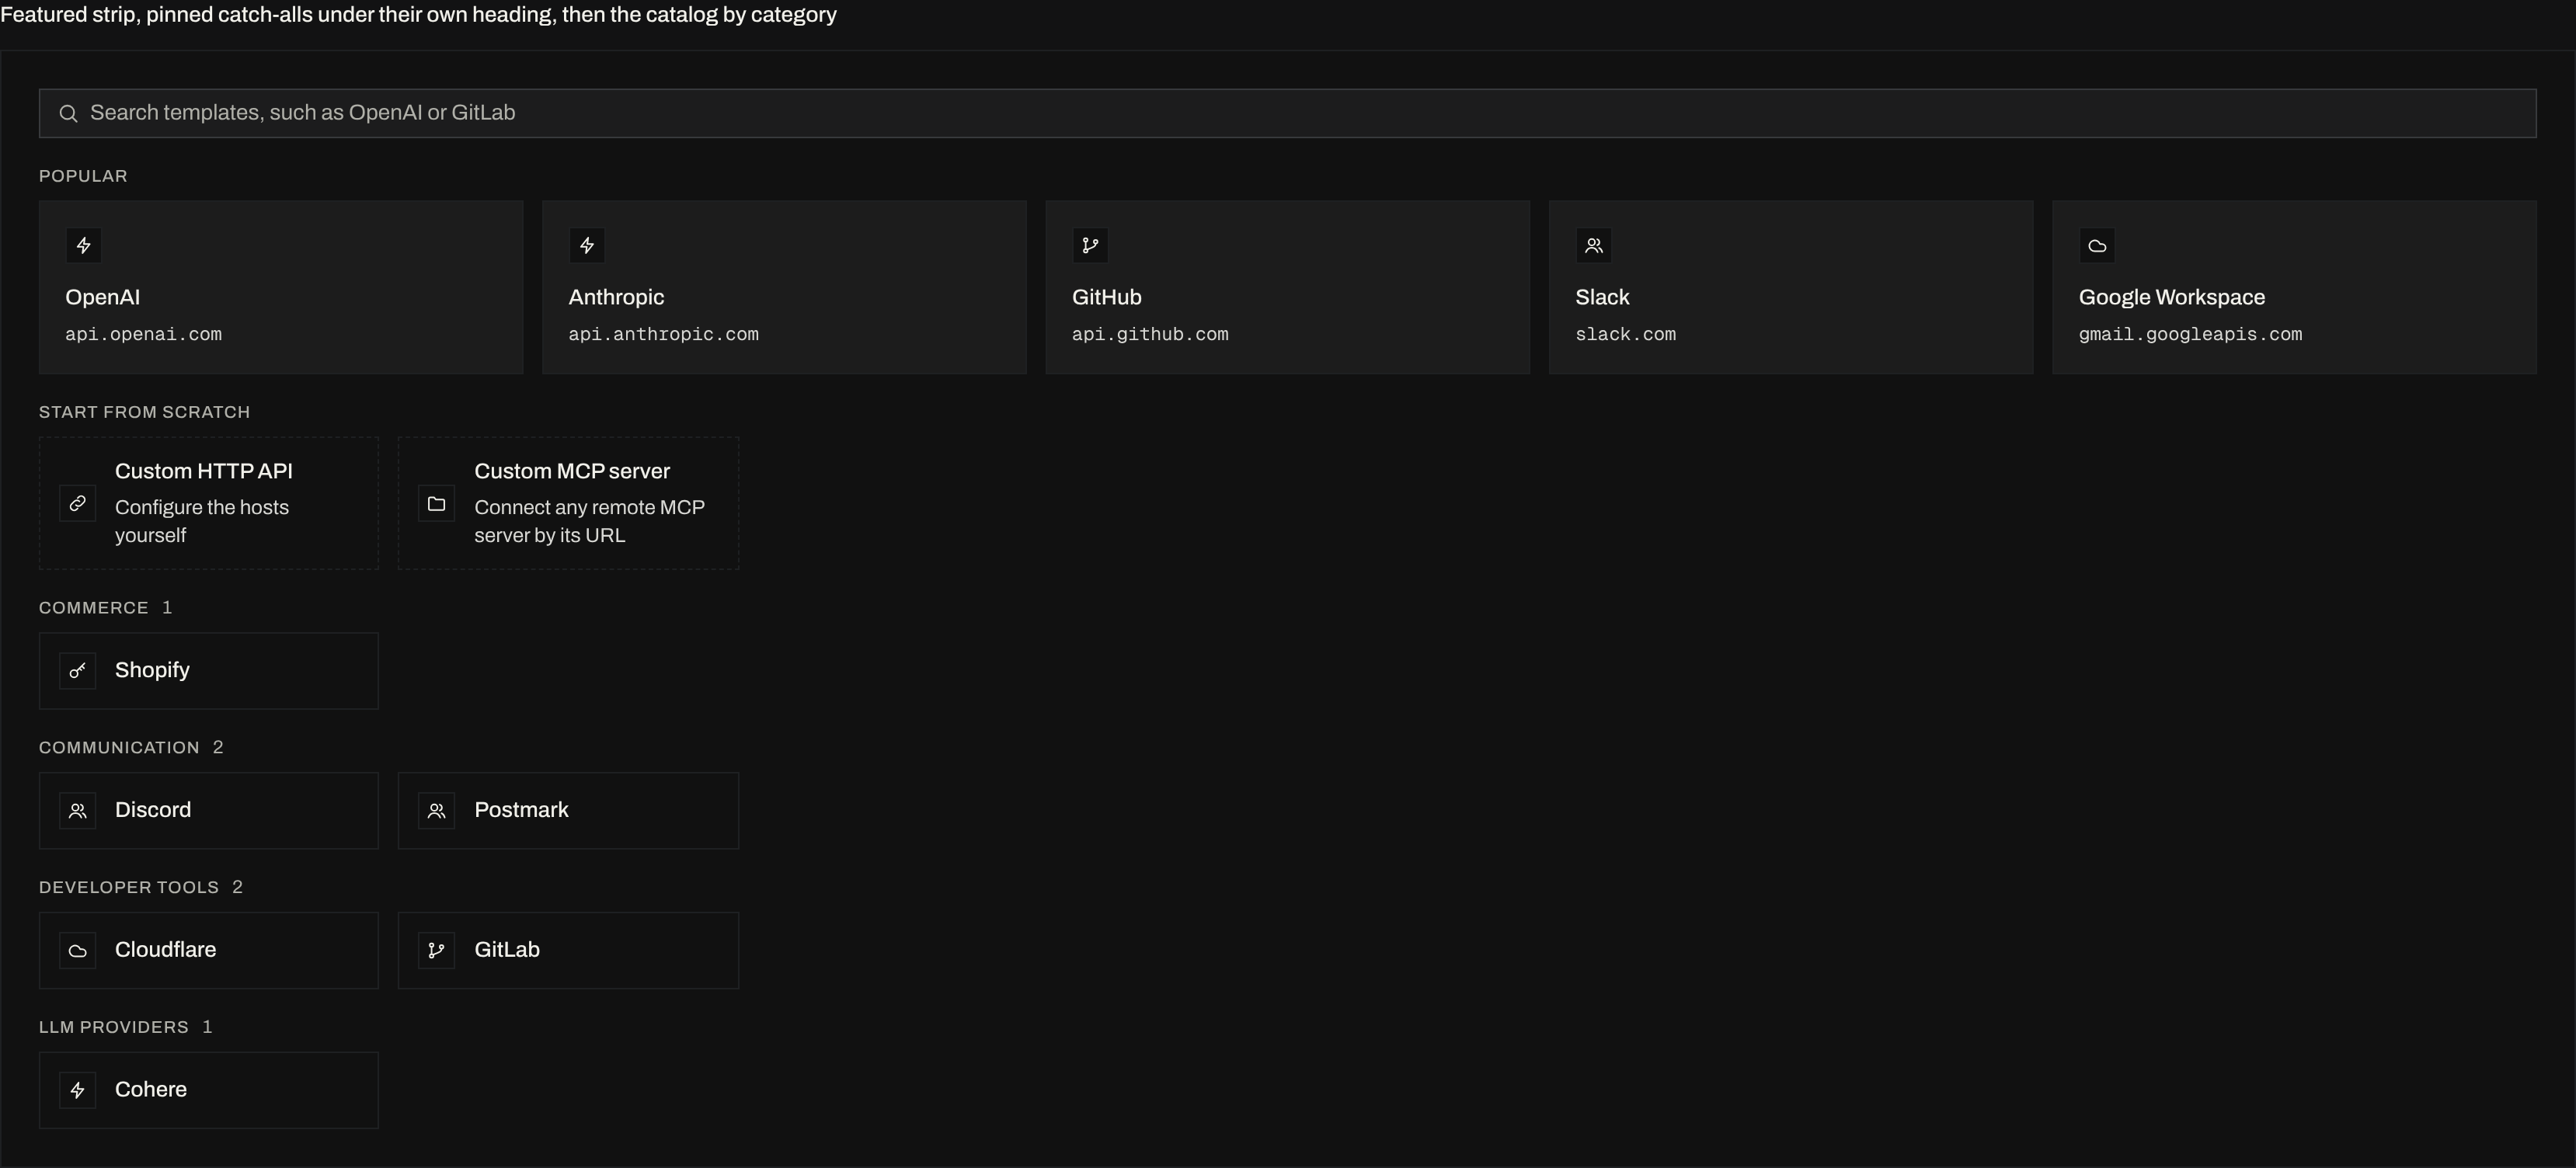 Featured strip, pinned catch-alls under their own heading, then the catalog by category
Search templates, such as OpenAI or GitLab
POPULAR
OpenAI
api.openai.com
Anthropic
api.anthropic.com
GitHub
api.github.com
Slack
slack.com
Google Workspace
gmail.googleapis.com
START FROM SCRATCH
Custom HTTP API
Configure the hosts
yourself
Custom MCP server
Connect any remote MCP
server by its URL
COMMERCE 1
Shopify
COMMUNICATION 2
Discord
Postmark
DEVELOPER TOOLS 2
Cloudflare
GitLab
LLM PROVIDERS 1
Cohere